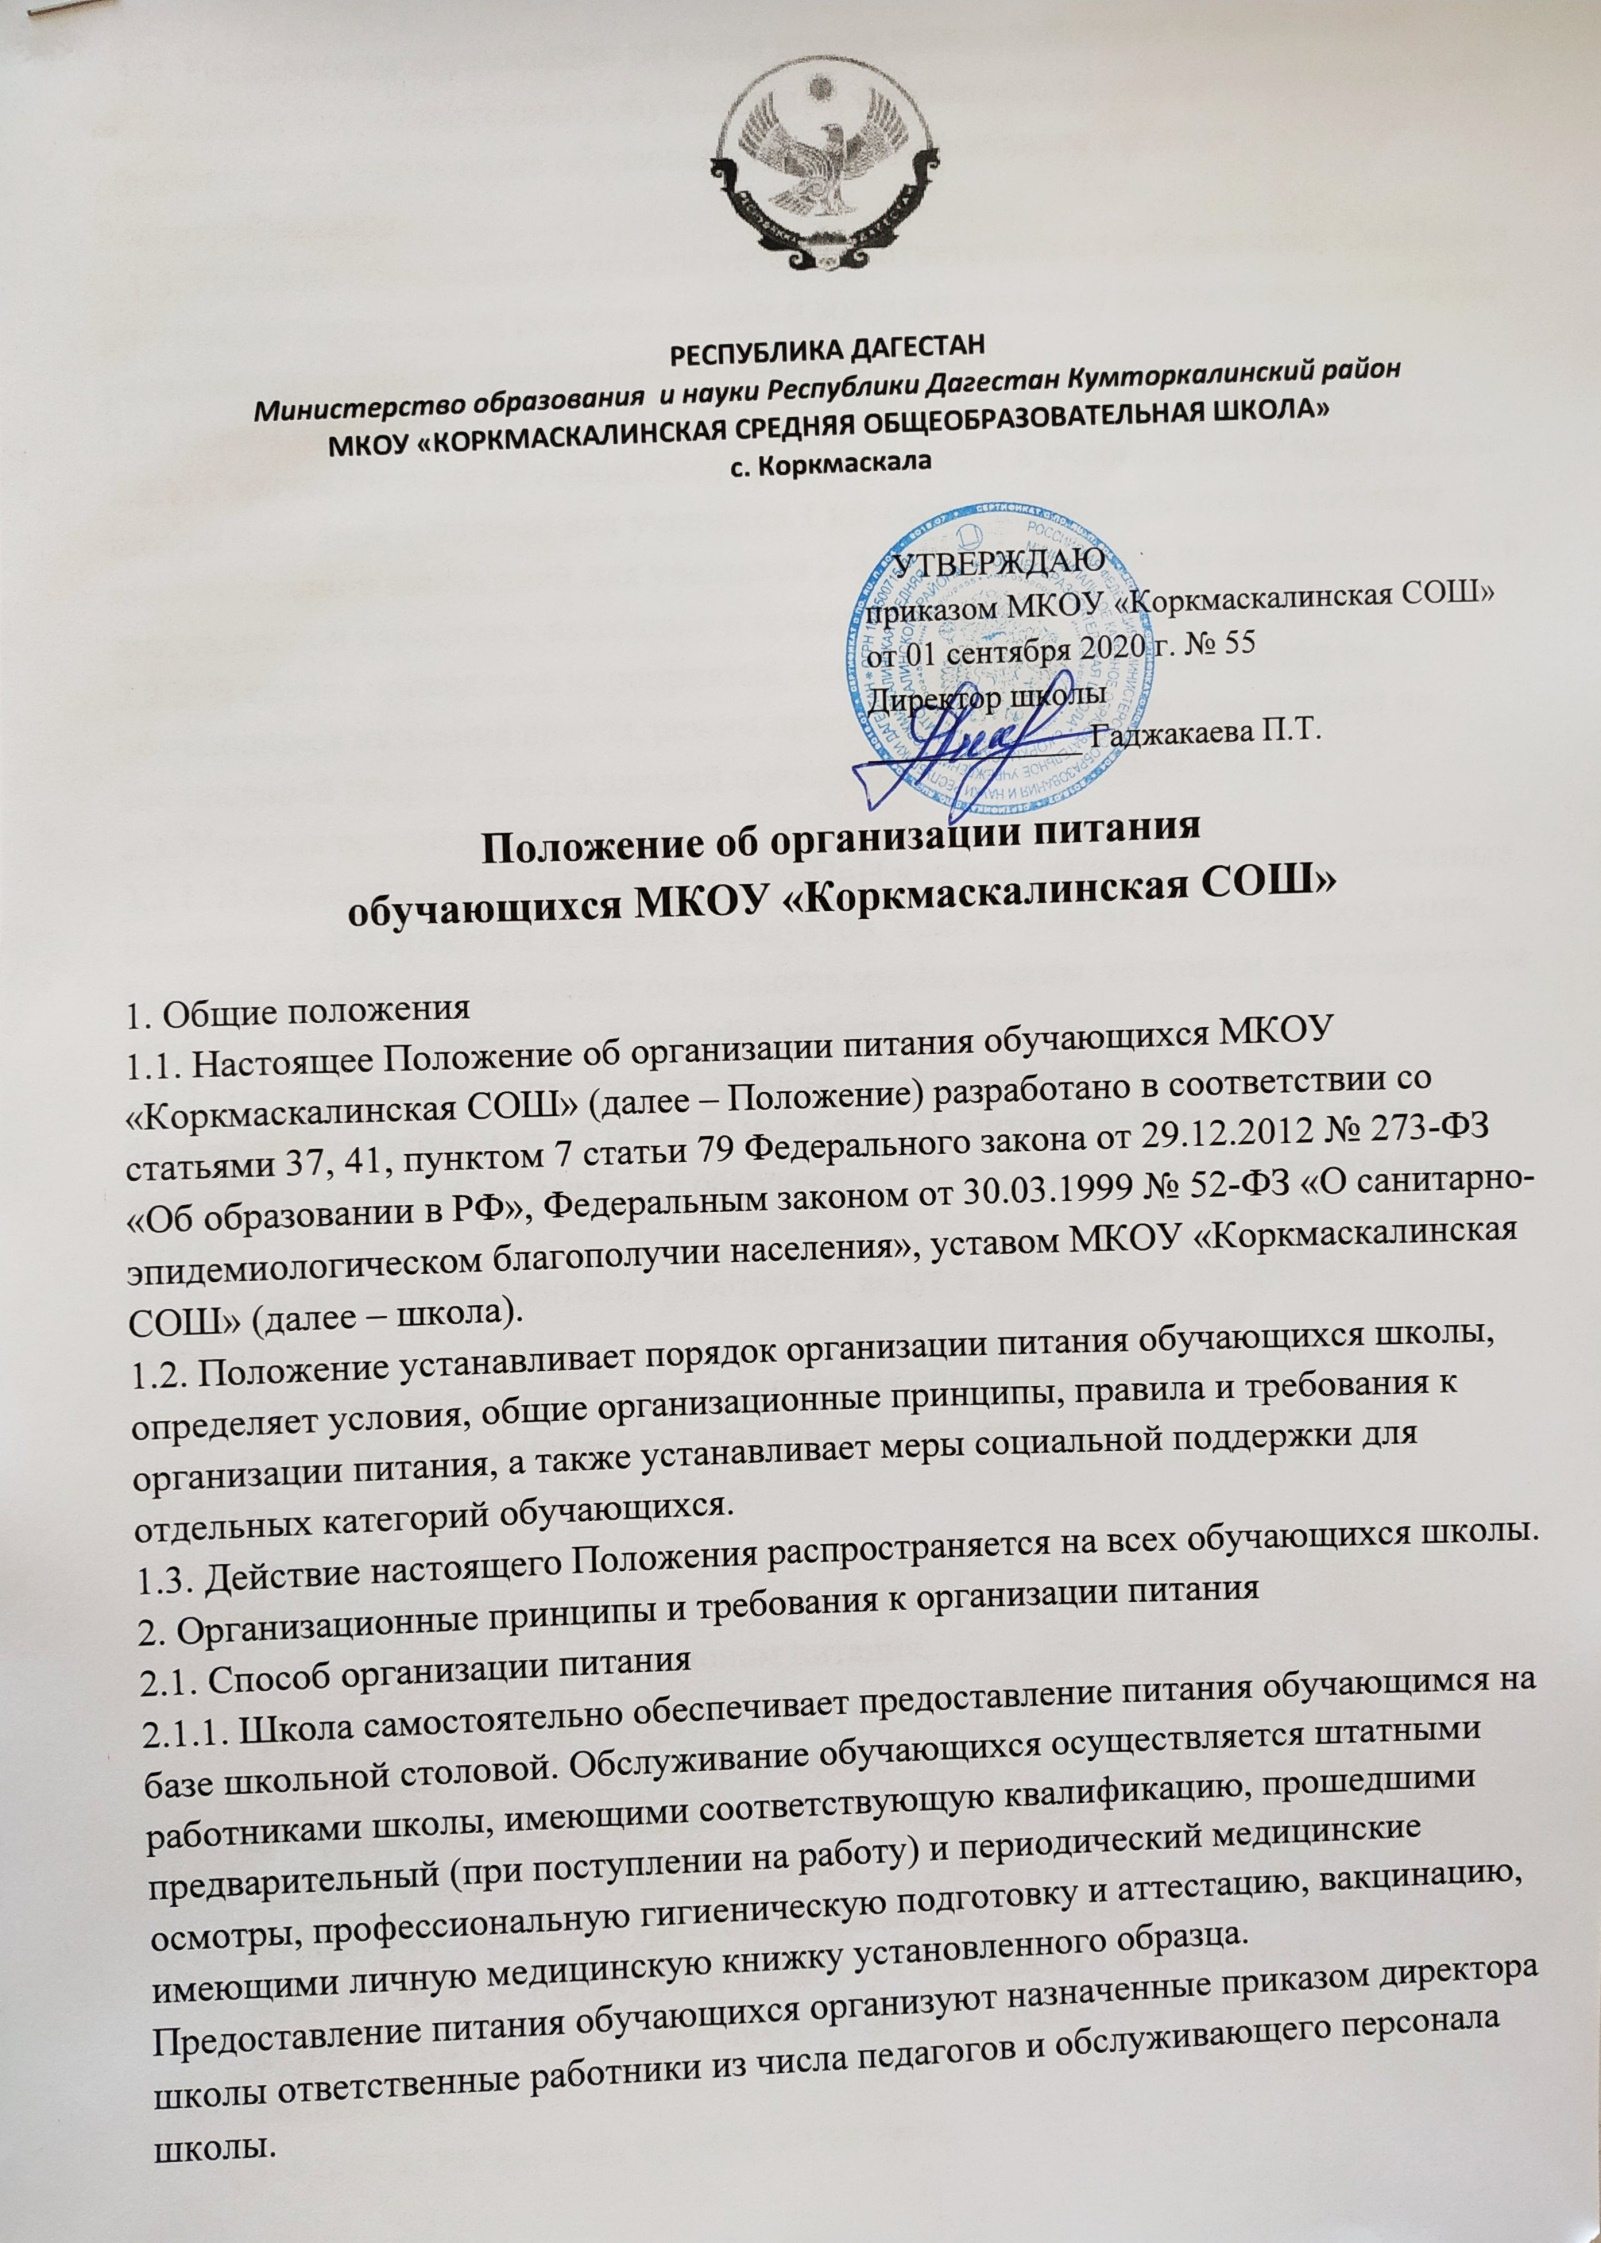 РЕСПУБЛИКА ДАГЕСТАН
Министерство образования и науки Республики Дагестан Кумторкалинский район
МКОУ «КОРКМАСКАЛИНСКАЯ СРЕДНЯЯ ОБЩЕОБРАЗОВАТЕЛЬНАЯ ШКОЛА»
с. Коркмаскала
УТВЕРЖДАЮ
приказом МКОУ «Коркмаскалинская СОШ»
от 01 сентября 2020 г. № 55
Директор школы
Гаджакаева П.Т.
Положение об организации питания
обучающихся МКОУ «Коркмаскалинская СОШ»
1. Общие положения
1.1. Настоящее Положение об организации питания обучающихся МКОУ
«Коркмаскалинская СОШ» (далее – Положение) разработано в соответствии со
статьями 37, 41, пунктом 7 статьи 79 Федерального закона от 29.12.2012 № 273-ФЗ
«Об образовании в РФ», Федеральным законом от 30.03.1999 № 52-ФЗ «О санитарно-
эпидемиологическом благополучии населения», уставом МКОУ «Коркмаскалинская
СОШ» (далее – школа).
1.2. Положение устанавливает порядок организации питания обучающихся школы,
определяет условия, общие организационные принципы, правила и требования к
организации питания, а также устанавливает меры социальной поддержки для
отдельных категорий обучающихся.
1.3. Действие настоящего Положения распространяется на всех обучающихся школы.
2. Организационные принципы и требования к организации питания
2.1. Способ организации питания
2.1.1. Школа самостоятельно обеспечивает предоставление питания обучающимся на
базе школьной столовой. Обслуживание обучающихся осуществляется штатными
работниками школы, имеющими соответствующую квалификацию, прошедшими
предварительный (при поступлении на работу) и периодический медицинские
осмотры, профессиональную гигиеническую подготовку и аттестацию, вакцинацию,
имеющими личную медицинскую книжку установленного образца.
Предоставление питания обучающихся организуют назначенные приказом директора
школы ответственные работники из числа педагогов и обслуживающего персонала
школы.